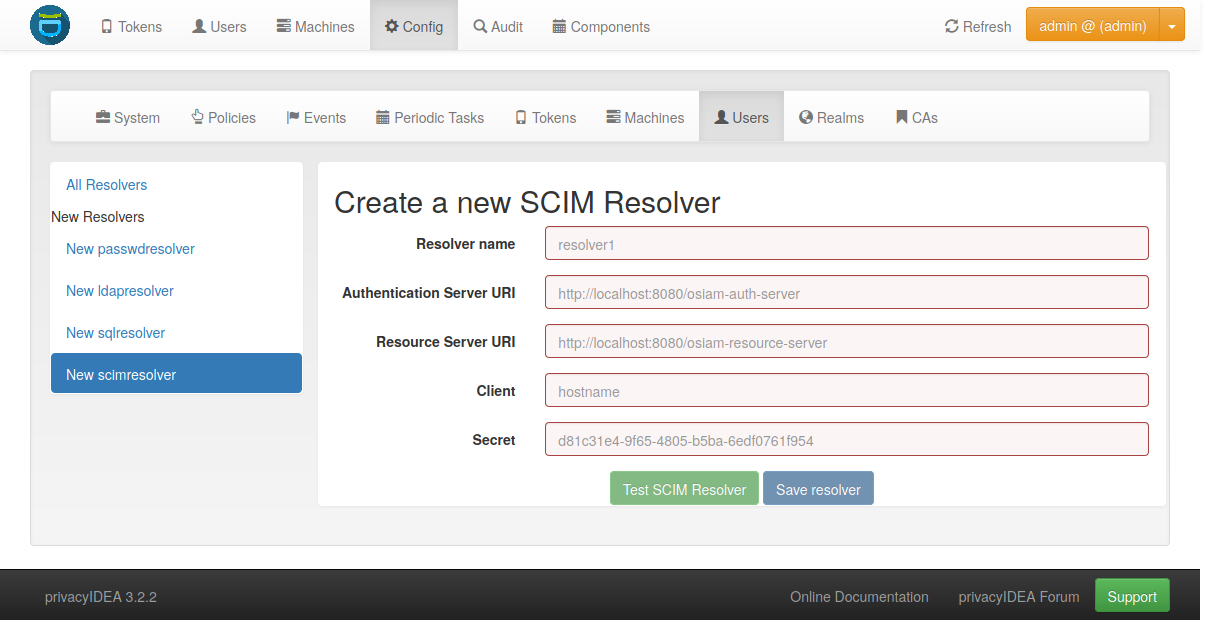 Tokens Users Machines Config Audit Components Refresh admin @ (admin)
System Policies Events Periodic Tasks Tokens Machines Users Realms CAs
All Resolvers
New Resolvers
New passwdresolver
New ldapresolver
New sqlresolver
New scimresolver
Create a new SCIM Resolver
Resolver name resolver1
Authentication Server URI http://localhost:8080/osiam-auth-server
Resource Server URI http://localhost:8080/osiam-resource-server
Client hostname
Secret d81c31e4-9f65-4805-b5ba-6edf0761f954
Test SCIM Resolver Save resolver
privacyIDEA 3.2.2 Online Documentation privacyIDEA Forum Support